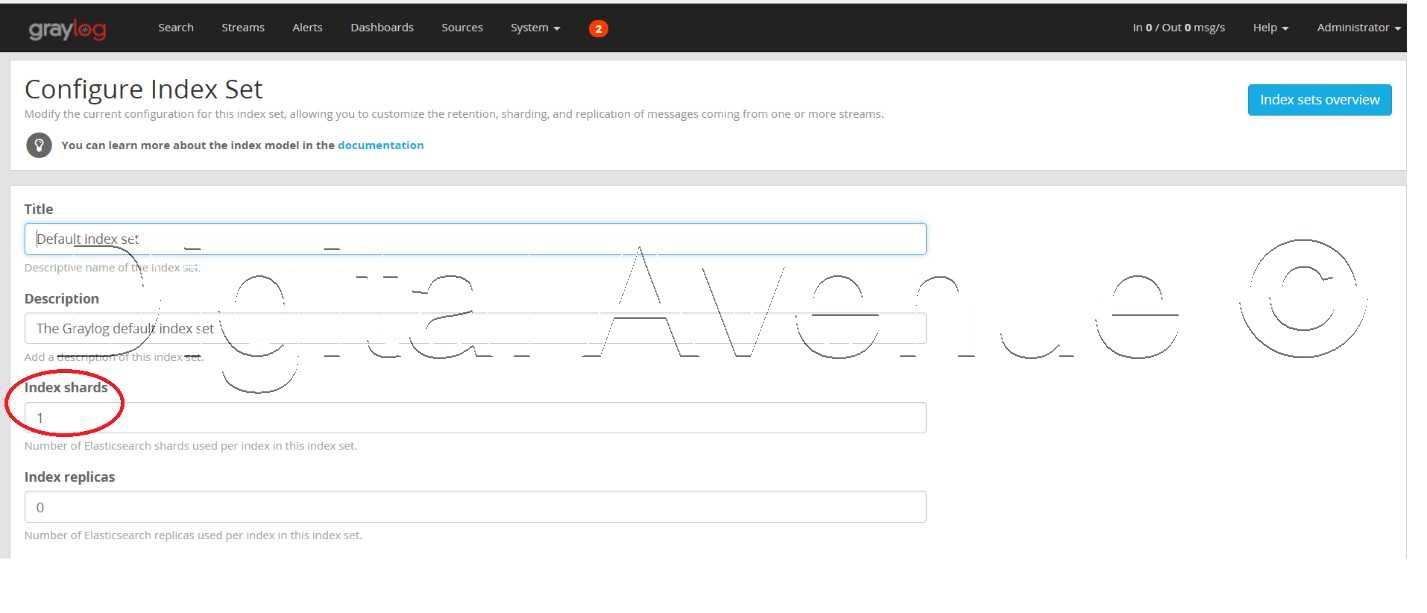 graylog Search Streams Alerts Dashboards Sources System 2 In 0 / Out 0 msg/s Help Administrator
Configure Index Set
Index sets overview
Modify the current configuration for this index set, allowing you to customize the retention, sharding, and replication of messages coming from one or more streams.
You can learn more about the index model in the documentation
Title
Default index set
Descriptive name of the index set.
Description
The Graylog default index set
Add a description of this index set.
Digital Avenue ©
Index shards
1
Number of Elasticsearch shards used per index in this index set.
Index replicas
0
Number of Elasticsearch replicas used per index in this index set.